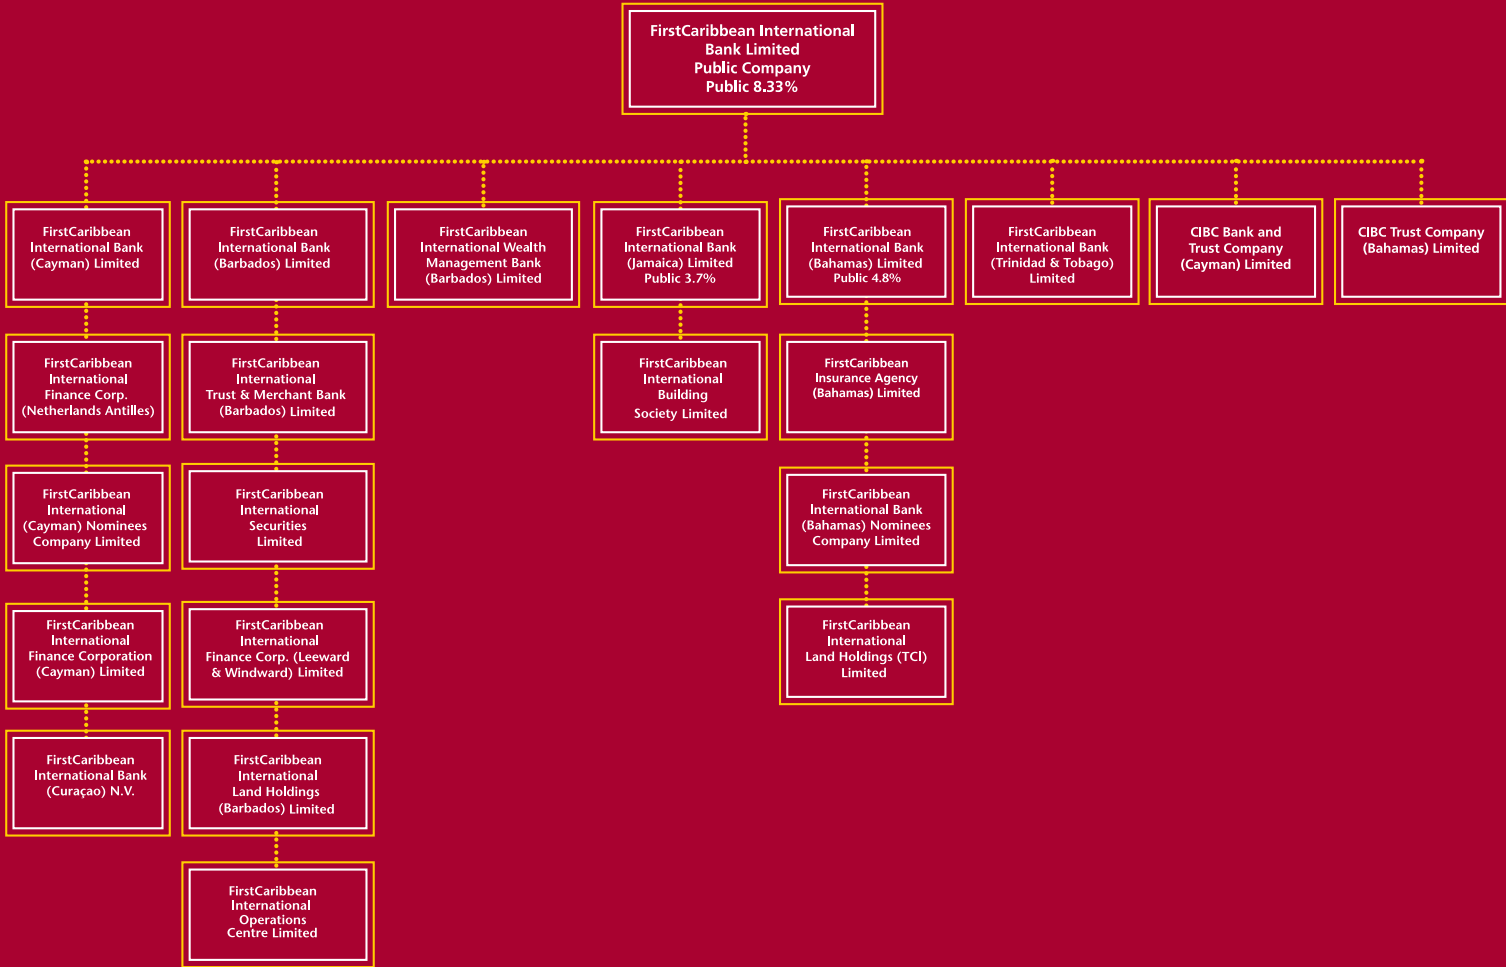 FirstCaribbean International
Bank Limited
Public Company
Public 8.33%
FirstCaribbean
International Bank
(Cayman) Limited
FirstCaribbean
International Bank
(Barbados) Limited
FirstCaribbean
International Wealth
Management Bank
(Barbados) Limited
FirstCaribbean
International Bank
(Jamaica) Limited
Public 3.7%
FirstCaribbean
International Bank
(Bahamas) Limited
Public 4.8%
FirstCaribbean
International Bank
(Trinidad & Tobago)
Limited
CIBC Bank and
Trust Company
(Cayman) Limited
CIBC Trust Company
(Bahamas) Limited
FirstCaribbean
International
Finance Corp.
(Netherlands Antilles)
FirstCaribbean
International
Trust & Merchant Bank
(Barbados) Limited
FirstCaribbean
International
Building
Society Limited
FirstCaribbean
Insurance Agency
(Bahamas) Limited
FirstCaribbean
International
(Cayman) Nominees
Company Limited
FirstCaribbean
International
Securities
Limited
FirstCaribbean
International Bank
(Bahamas) Nominees
Company Limited
FirstCaribbean
International
Finance Corporation
(Cayman) Limited
FirstCaribbean
International
Finance Corp. (Leeward
& Windward) Limited
FirstCaribbean
International
Land Holdings (TCI)
Limited
FirstCaribbean
International Bank
(Curaçao) N.V.
FirstCaribbean
International
Land Holdings
(Barbados) Limited
FirstCaribbean
International
Operations
Centre Limited